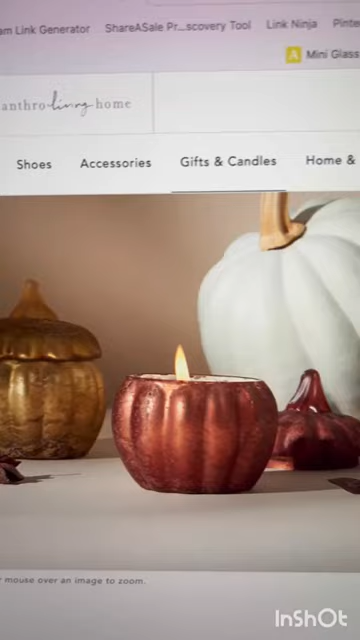 am Link Generator ShareASale Pr...scovery Tool Link Ninja Pinte
A Mini Glass
anthro living home
Shoes Accessories Gifts & Candles Home &
r mouse over an image to zoom.
InShOt